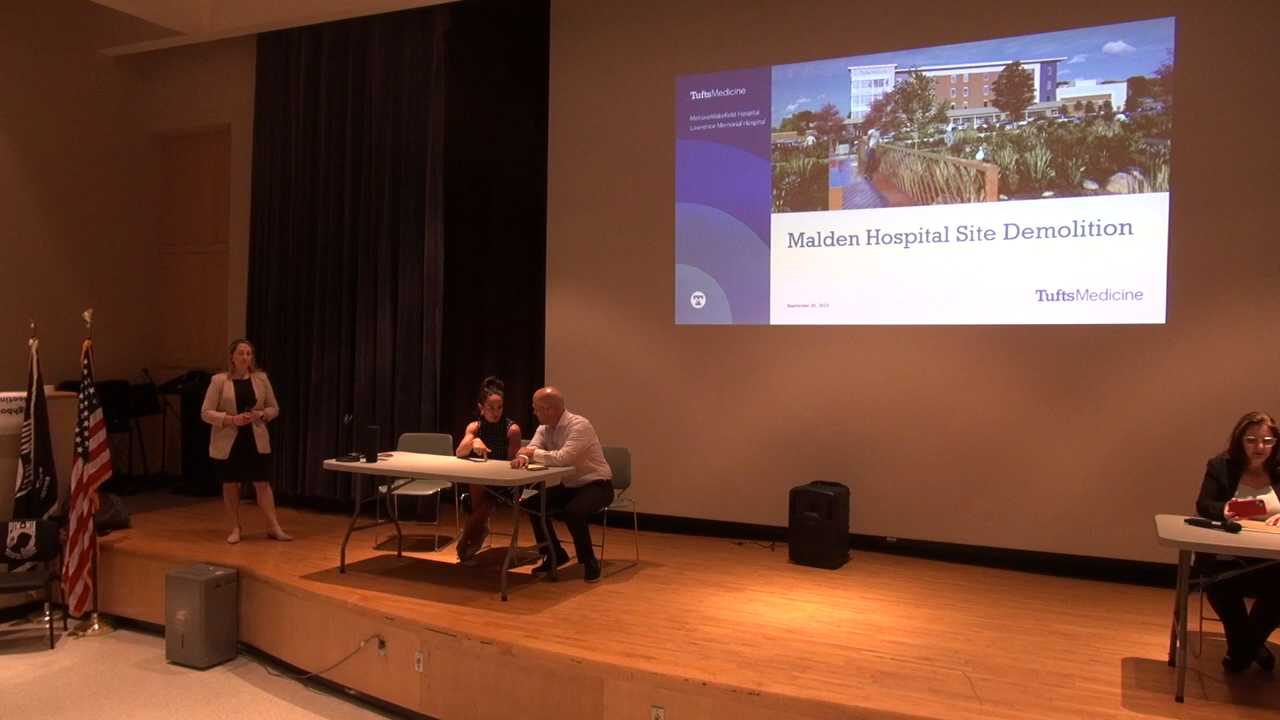 TuftsMedicine
MelroseWakefield Hospital
Lawrence Memorial Hospital
Malden Hospital Site Demolition
TuftsMedicine